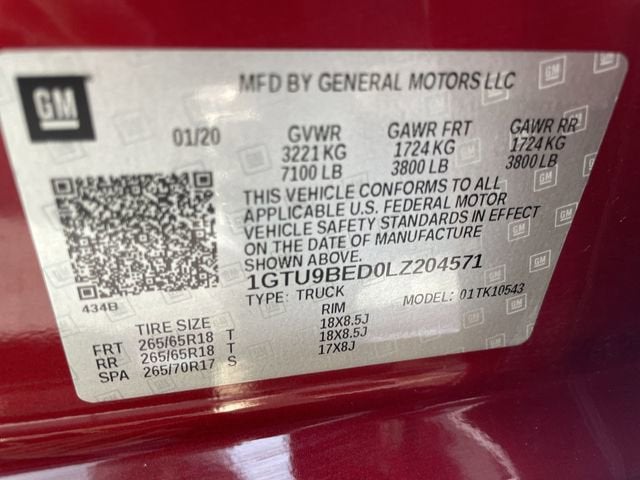 GM
MFD BY GENERAL MOTORS LLC
01/20 GVWR GAWR FRT GAWR RR
3221 KG 1724 KG 1724 KG
7100 LB 3800 LB 3800 LB
THIS VEHICLE CONFORMS TO ALL
APPLICABLE U.S. FEDERAL MOTOR
VEHICLE SAFETY STANDARDS IN EFFECT
ON THE DATE OF MANUFACTURE
SHOWN ABOVE.
1GTU9BED0LZ204571
434B TYPE: TRUCK MODEL: 01TK10543
TIRE SIZE RIM
FRT 265/65R18 T 18X8.5J
RR 265/65R18 T 18X8.5J
SPA 265/70R17 S 17X8J